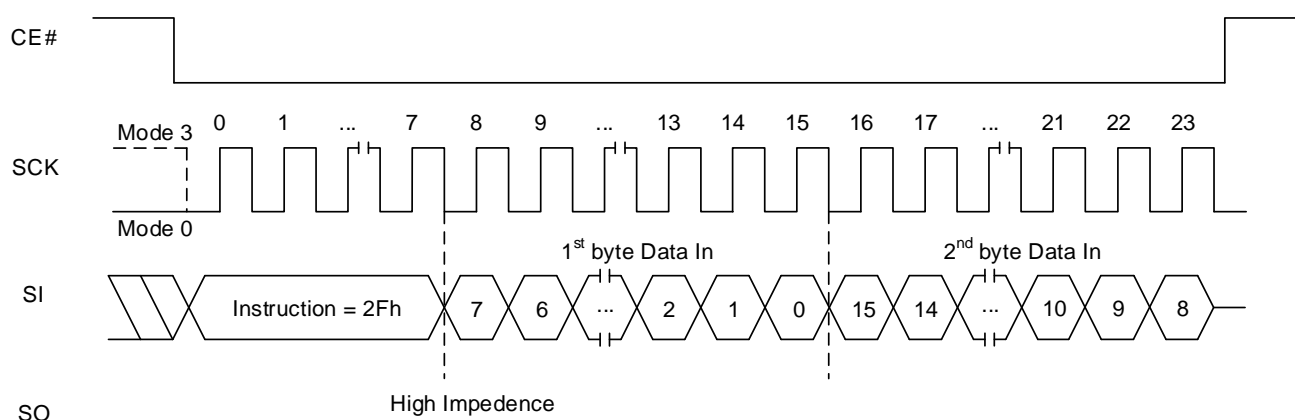 CE#
0 1 ... 7 8 9 ... 13 14 15 16 17 ... 21 22 23
Mode 3
SCK
Mode 0
1st byte Data In 2nd byte Data In
SI Instruction = 2Fh 7 6 ... 2 1 0 15 14 ... 10 9 8
High Impedence
SO